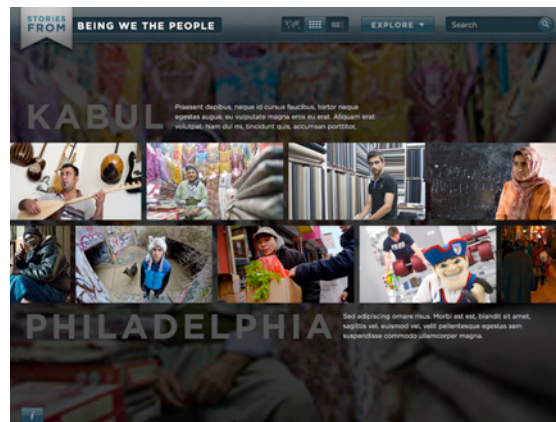 STORIES
FROM
BEING WE THE PEOPLE
EXPLORE
Search
KABUL
Praesent dapibus, neque id cursus faucibus, tortor neque
egestas augue, eu vulputate magna eros eu erat. Aliquam erat
volutpat. Nam dui mi, tincidunt quis, accumsan porttitor,
PHILADELPHIA
Sed adipiscing ornare risus. Morbi est est, blandit sit amet,
sagittis vel, euismod vel, velit pellentesque egestas sem
suspendisse commodo ullamcorper magna.
i